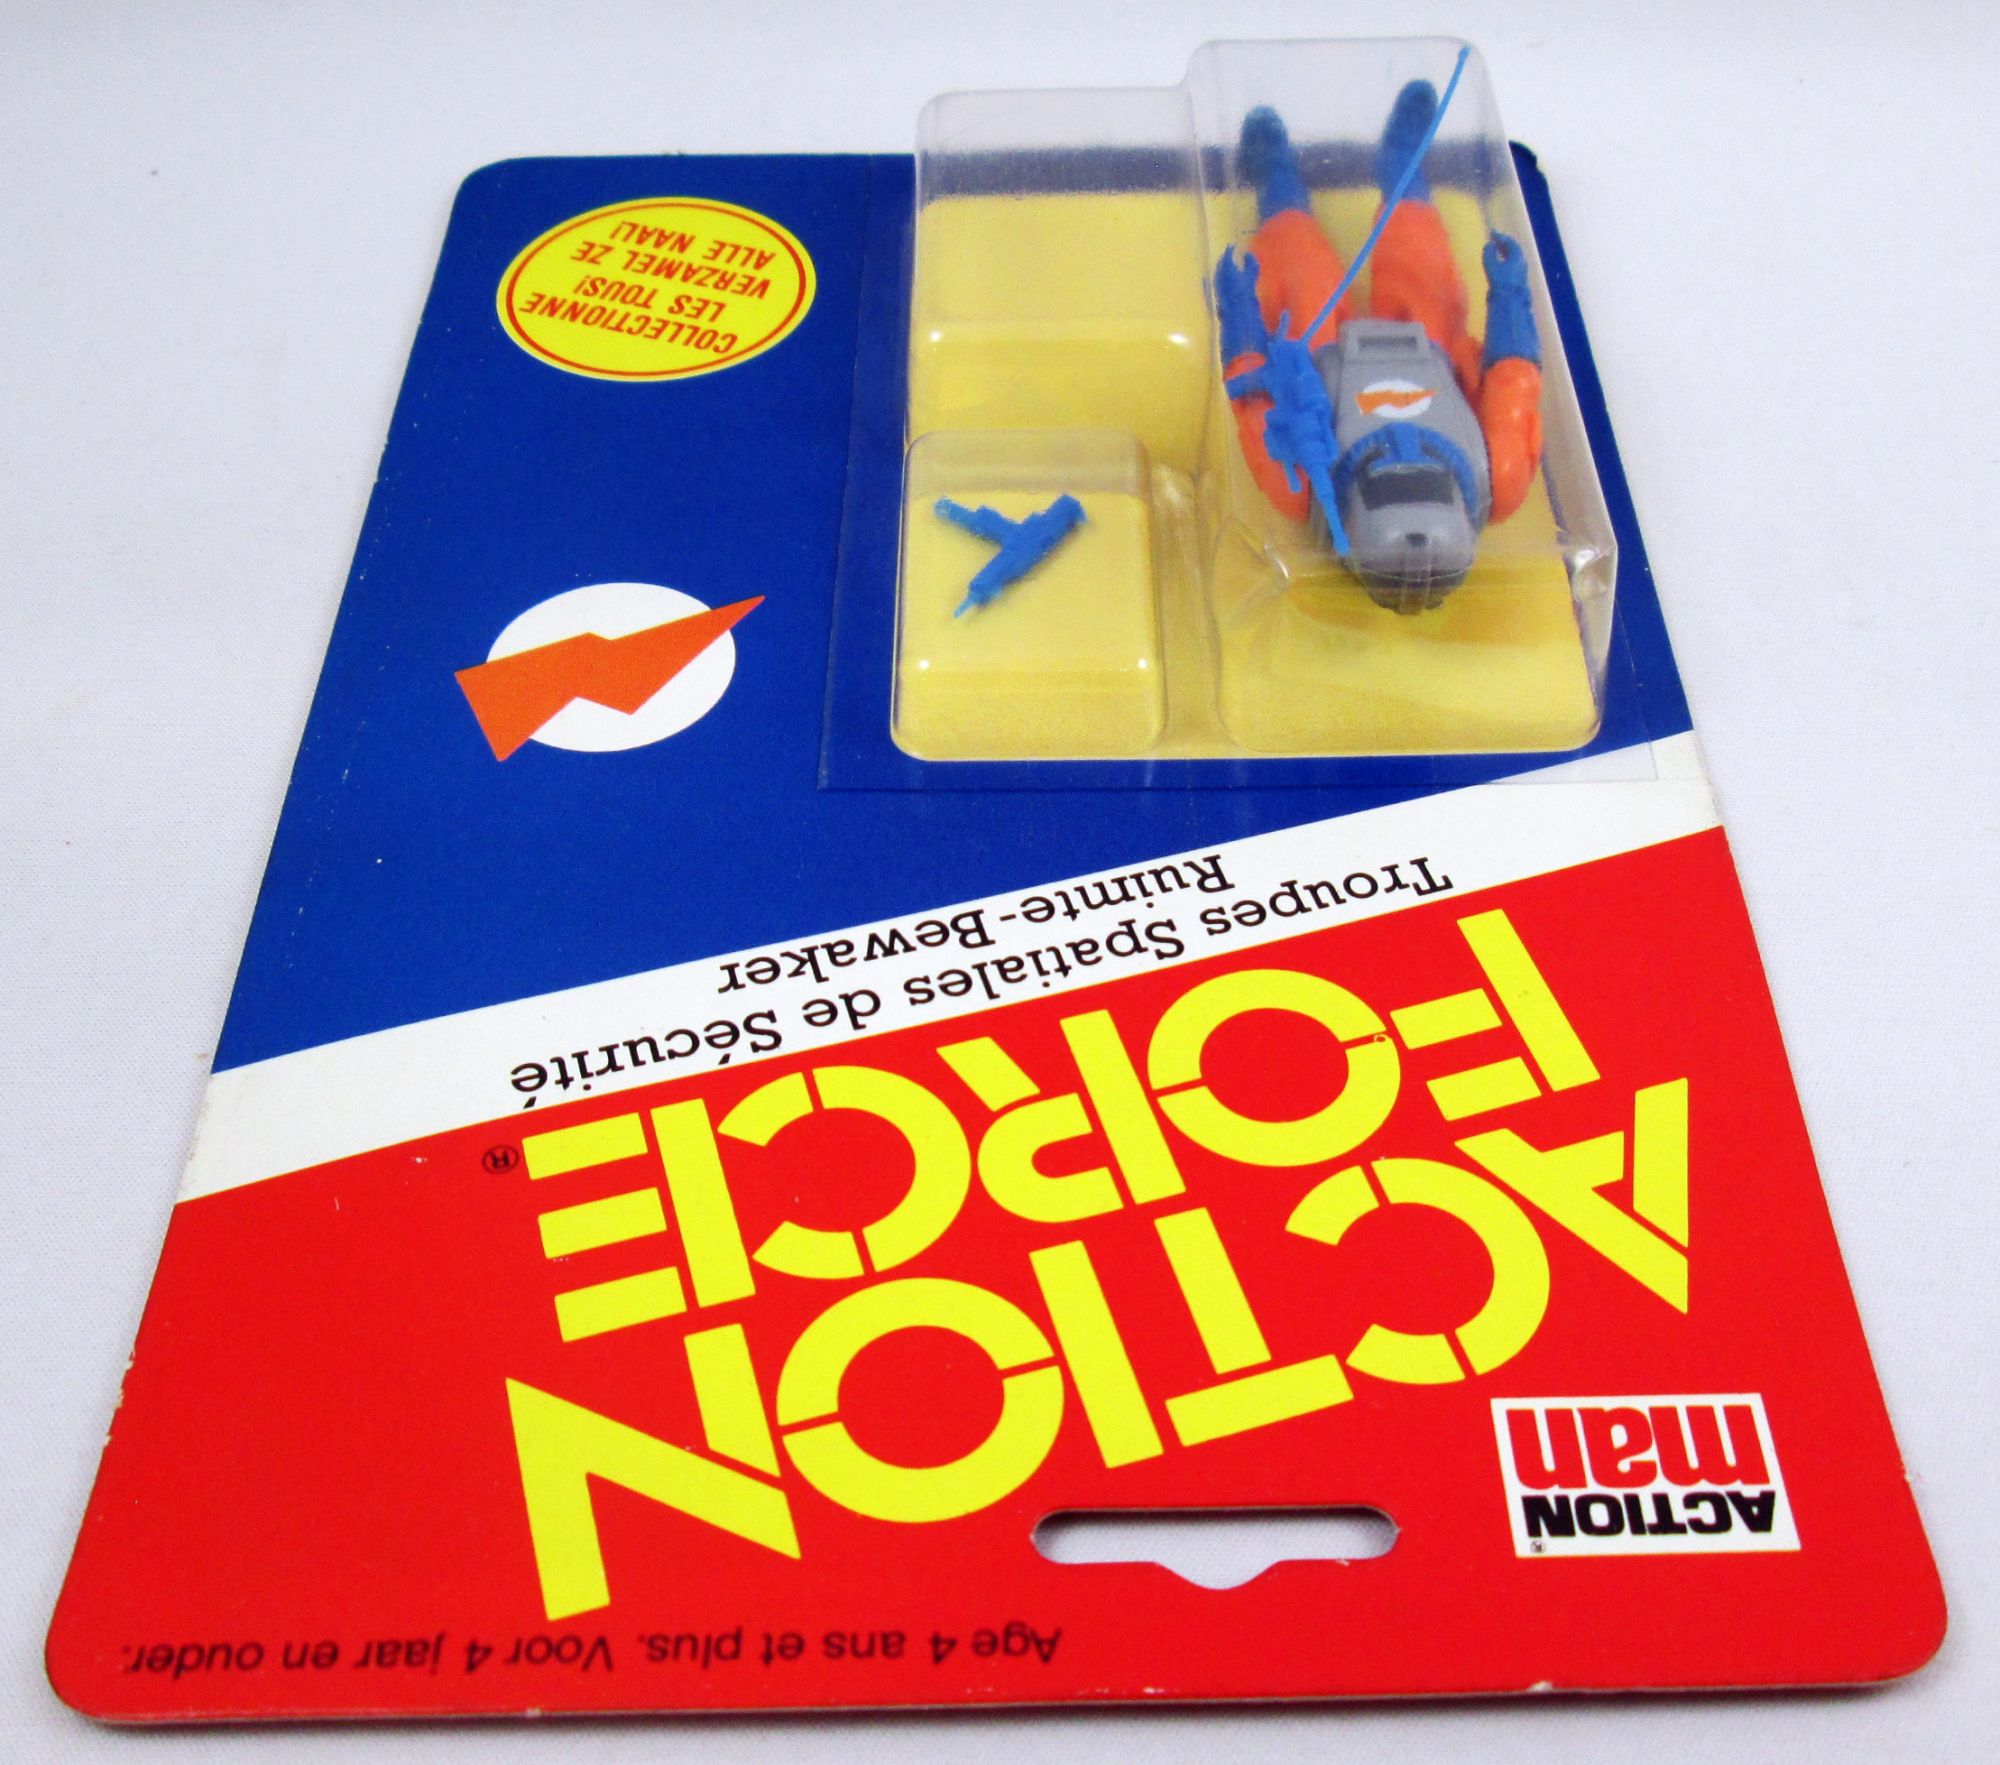 Age 4 ans et plus. Voor 4 jaar en ouder.
ACTION®
man
ACTION
FORCE®
Troupes Spatiales de Sécurité
Ruimte-Bewaker
COLLECTIONNE
LES TOUS!
VERZAMEL ZE
ALLE NAAL!